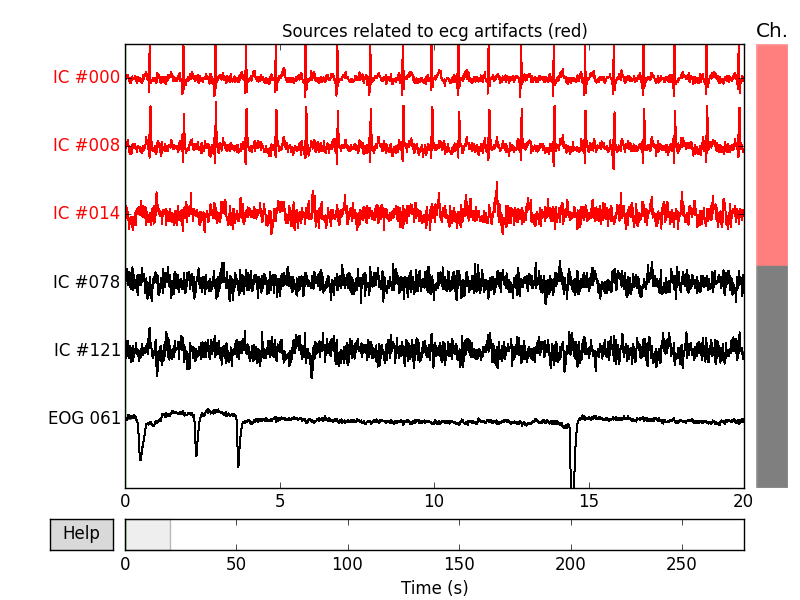 Sources related to ecg artifacts (red)
Ch.
IC #000
IC #008
IC #014
IC #078
IC #121
EOG 061
0 5 10 15 20
Help
0 50 100 150 200 250
Time (s)